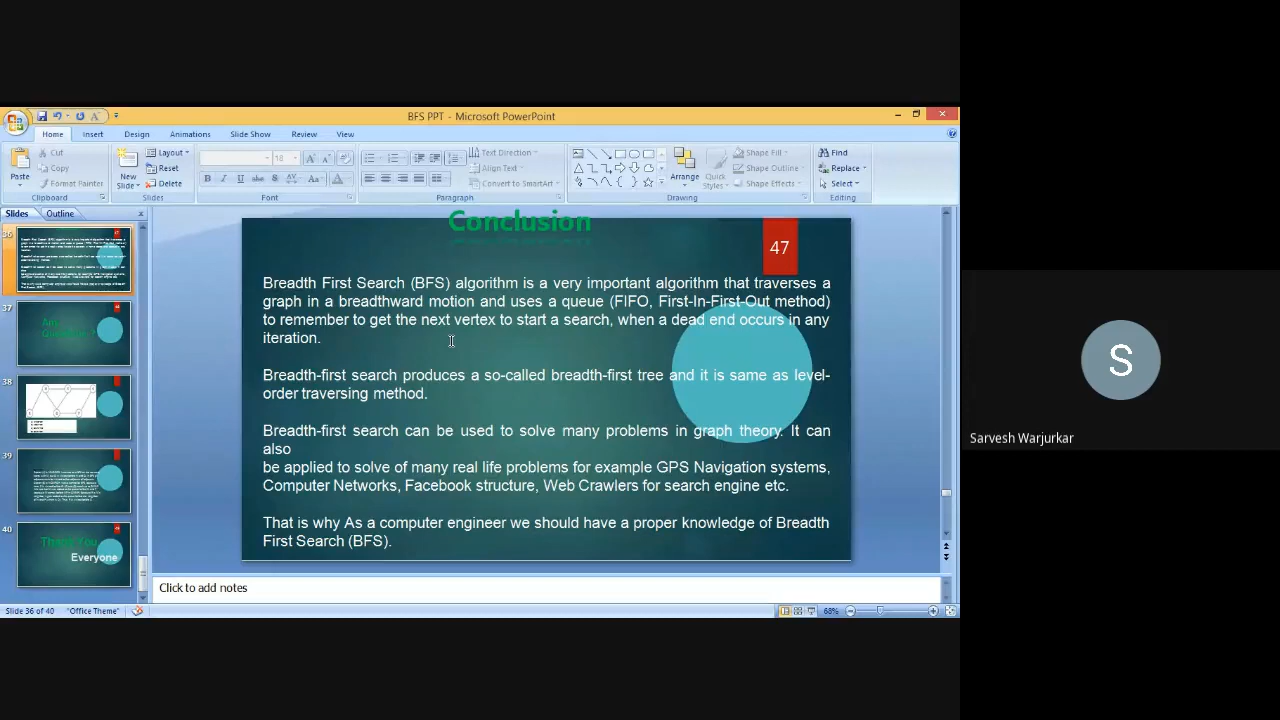 BFS PPT - Microsoft PowerPoint
Home Insert Design Animations Slide Show Review View
Paste
Cut
Copy
Format Painter
Clipboard
New Slide
Layout
Reset
Delete
Slides
18
B I U abc S AV Aa A
Font
Text Direction
Align Text
Convert to SmartArt
Paragraph
Arrange
Quick Styles
Shape Fill
Shape Outline
Shape Effects
Drawing
Find
Replace
Select
Editing
Slides Outline
36
37
38
39
40
Thank You
Everyone
Conclusion
47
Breadth First Search (BFS) algorithm is a very important algorithm that traverses a
graph in a breadthward motion and uses a queue (FIFO, First-In-First-Out method)
to remember to get the next vertex to start a search, when a dead end occurs in any
iteration.
Breadth-first search produces a so-called breadth-first tree and it is same as level-
order traversing method.
Breadth-first search can be used to solve many problems in graph theory. It can
also
be applied to solve of many real life problems for example GPS Navigation systems,
Computer Networks, Facebook structure, Web Crawlers for search engine etc.
That is why As a computer engineer we should have a proper knowledge of Breadth
First Search (BFS).
Click to add notes
Slide 36 of 40 "Office Theme" 68%
S
Sarvesh Warjurkar